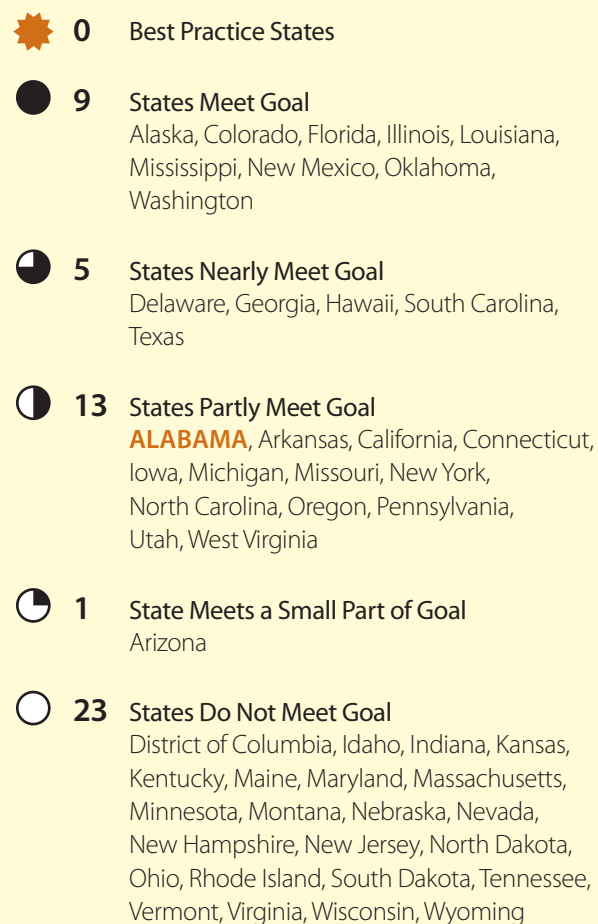 0 Best Practice States
9 States Meet Goal
Alaska, Colorado, Florida, Illinois, Louisiana,
Mississippi, New Mexico, Oklahoma,
Washington
5 States Nearly Meet Goal
Delaware, Georgia, Hawaii, South Carolina,
Texas
13 States Partly Meet Goal
ALABAMA, Arkansas, California, Connecticut,
Iowa, Michigan, Missouri, New York,
North Carolina, Oregon, Pennsylvania,
Utah, West Virginia
1 State Meets a Small Part of Goal
Arizona
23 States Do Not Meet Goal
District of Columbia, Idaho, Indiana, Kansas,
Kentucky, Maine, Maryland, Massachusetts,
Minnesota, Montana, Nebraska, Nevada,
New Hampshire, New Jersey, North Dakota,
Ohio, Rhode Island, South Dakota, Tennessee,
Vermont, Virginia, Wisconsin, Wyoming